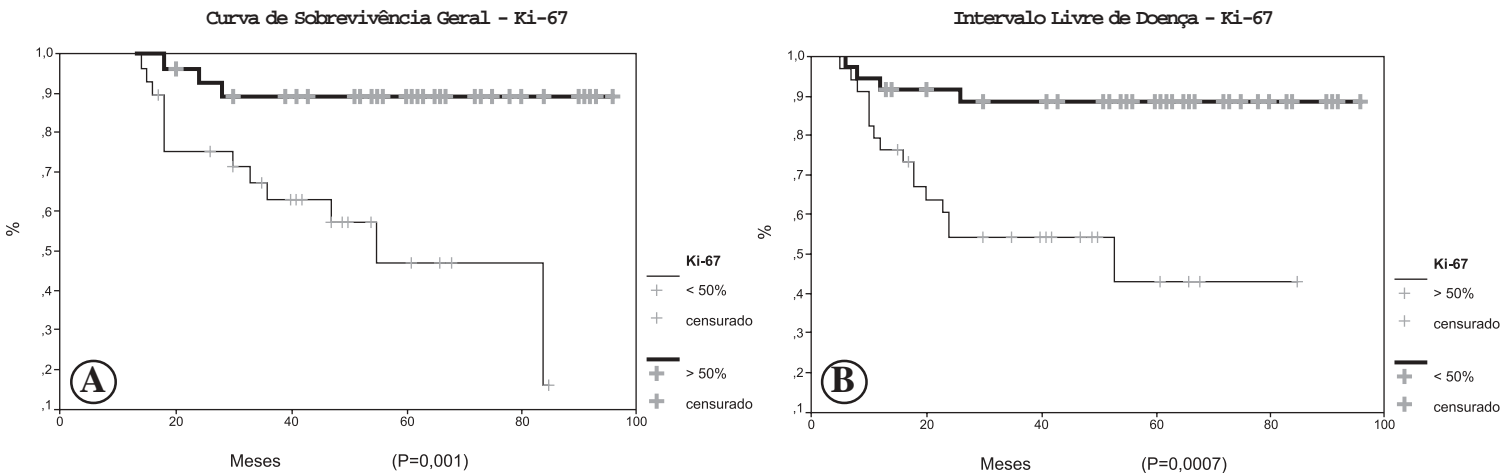 Curva de Sobrevivência Geral - Ki-67
1,0
,9
,8
,7
,6
,5
,4
,3
,2
,1
%
0 20 40 60 80 100
Meses (P=0,001)
A
Ki-67
< 50%
censurado
> 50%
censurado
Intervalo Livre de Doença - Ki-67
1,0
,9
,8
,7
,6
,5
,4
,3
,2
,1
%
0 20 40 60 80 100
Meses (P=0,0007)
B
Ki-67
> 50%
censurado
< 50%
censurado